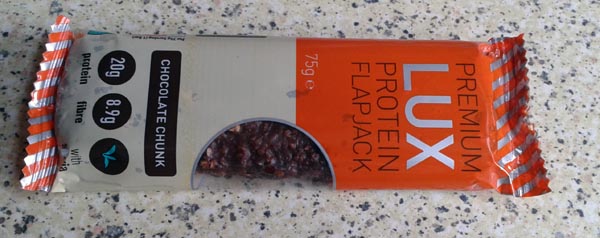 PREMIUM
LUX
PROTEIN
FLAPJACK
75g e
CHOCOLATE CHUNK
20g
protein
8.9g
fibre
with